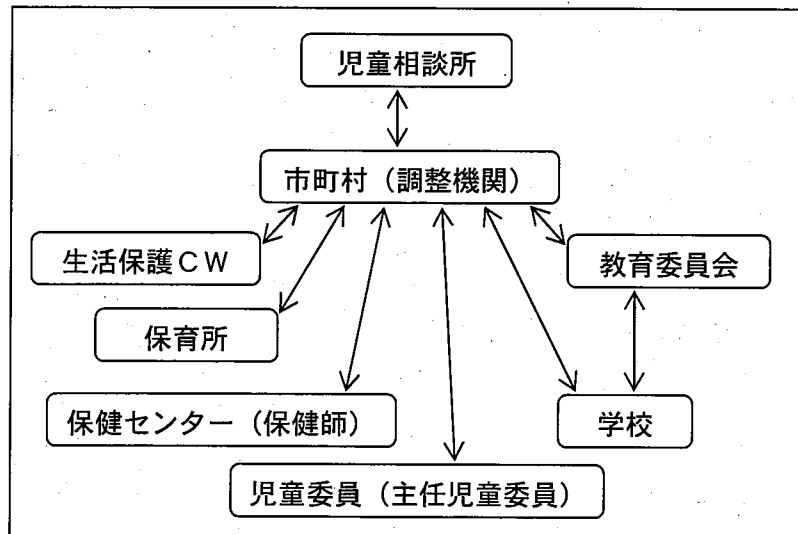 児童相談所
市町村（調整機関）
生活保護ＣＷ
教育委員会
保育所
保健センター（保健師）
学校
児童委員（主任児童委員）